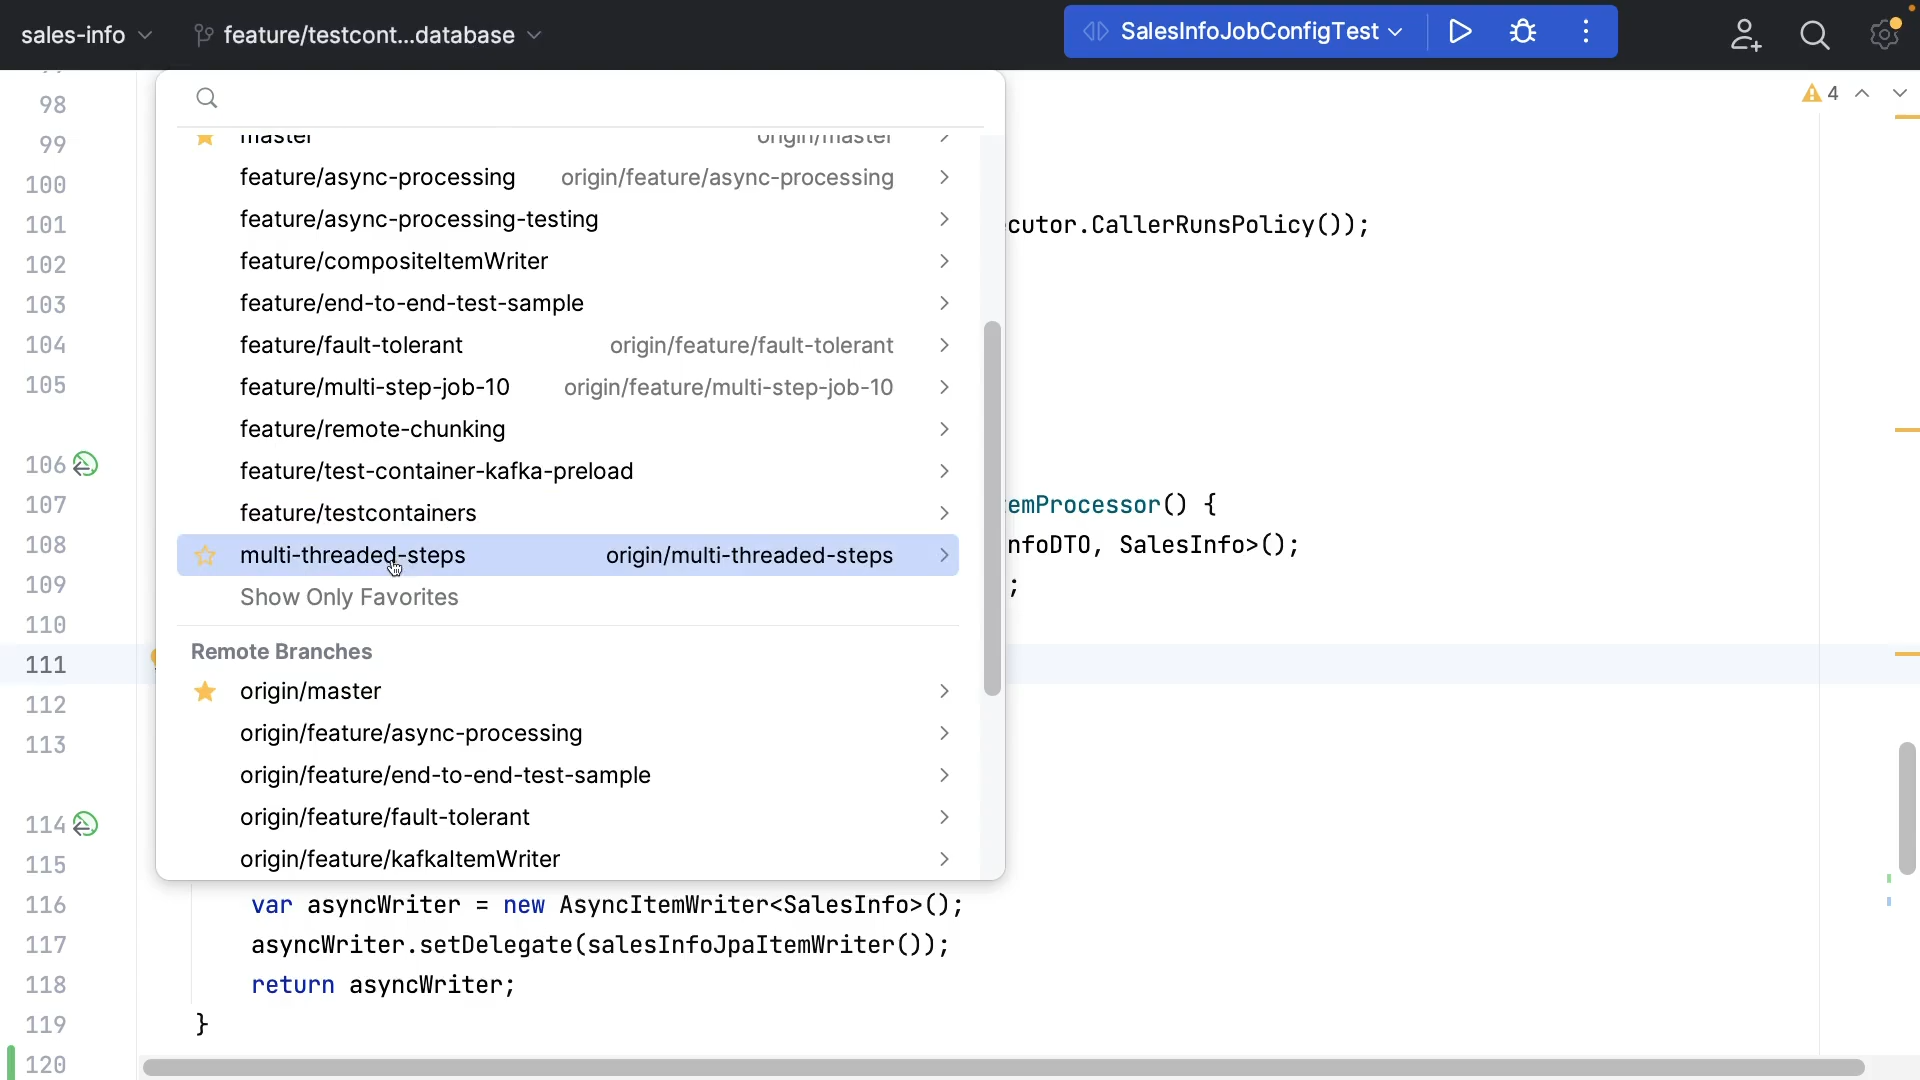 sales-info
feature/testcont...database
SalesInfoJobConfigTest
4
98
99
100
101
102
103
104
105
106
107
108
109
110
111
112
113
114
115
116
117
118
119
120
master origin/master
feature/async-processing origin/feature/async-processing
feature/async-processing-testing
feature/compositeItemWriter
feature/end-to-end-test-sample
feature/fault-tolerant origin/feature/fault-tolerant
feature/multi-step-job-10 origin/feature/multi-step-job-10
feature/remote-chunking
feature/test-container-kafka-preload
feature/testcontainers
multi-threaded-steps origin/multi-threaded-steps
Show Only Favorites
Remote Branches
origin/master
origin/feature/async-processing
origin/feature/end-to-end-test-sample
origin/feature/fault-tolerant
origin/feature/kafkaItemWriter
cutor.CallerRunsPolicy());
emProcessor() {
nfoDTO, SalesInfo>();
;
var asyncWriter = new AsyncItemWriter<SalesInfo>();
asyncWriter.setDelegate(salesInfoJpaItemWriter());
return asyncWriter;
}